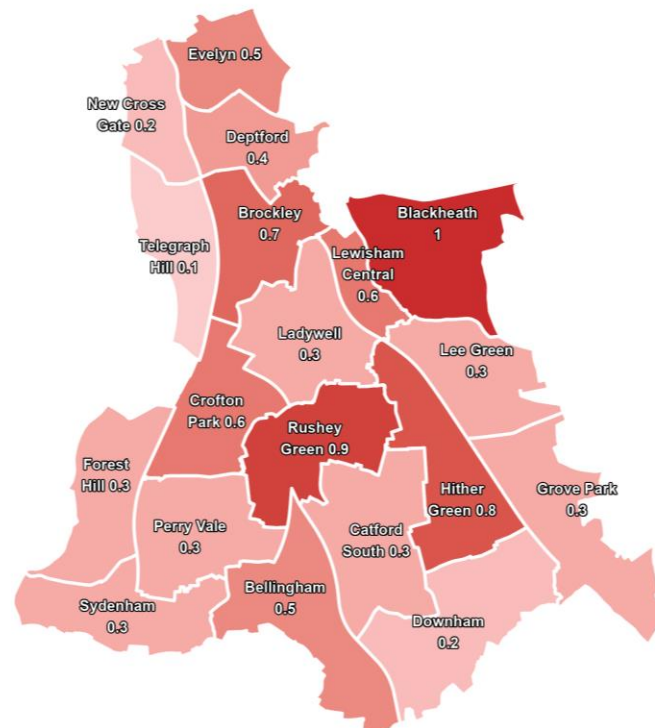 Evelyn 0.5
New Cross
Gate 0.2
Deptford
0.4
Brockley
0.7
Blackheath
1
Telegraph
Hill 0.1
Lewisham
Central
0.6
Ladywell
0.3
Lee Green
0.3
Crofton
Park 0.6
Rushey
Green 0.9
Forest
Hill 0.3
Hither
Green 0.8
Grove Park
0.3
Perry Vale
0.3
Catford
South 0.3
Bellingham
0.5
Sydenham
0.3
Downham
0.2